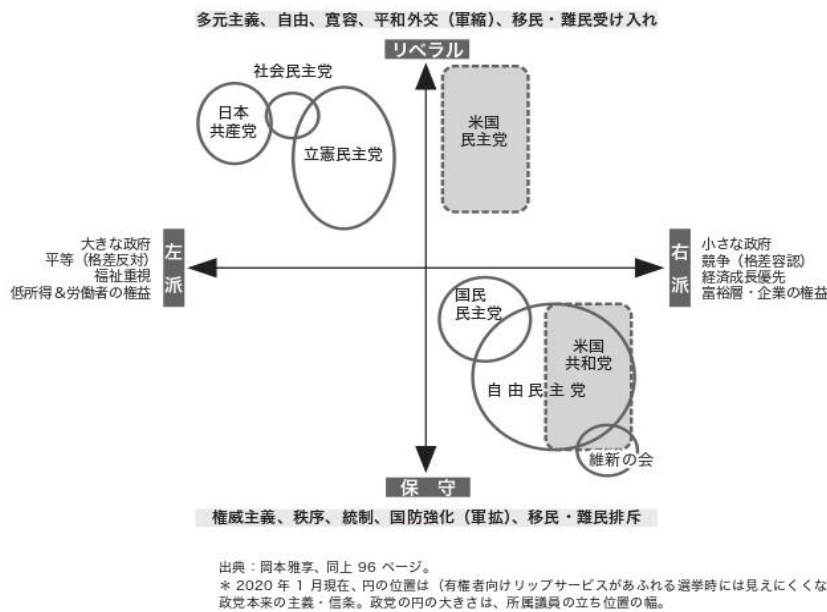 多元主義、自由、寛容、平和外交（軍縮）、移民・難民受け入れ
リベラル
社会民主党
日本
共産党
立憲民主党
米国
民主党
大きな政府
平等（格差反対）
福祉重視
低所得＆労働者の権益
左派
右派
小さな政府
競争（格差容認）
経済成長優先
富裕層・企業の権益
国民
民主党
米国
共和党
自由民主党
維新の会
保守
権威主義、秩序、統制、国防強化（軍拡）、移民・難民排斥
出典：岡本雅享、同上 96 ページ。
＊ 2020 年 1 月現在、円の位置は（有権者向けリップサービスがあふれる選挙時には見えにくくな
政党本来の主義・信条。政党の円の大きさは、所属議員の立ち位置の幅。